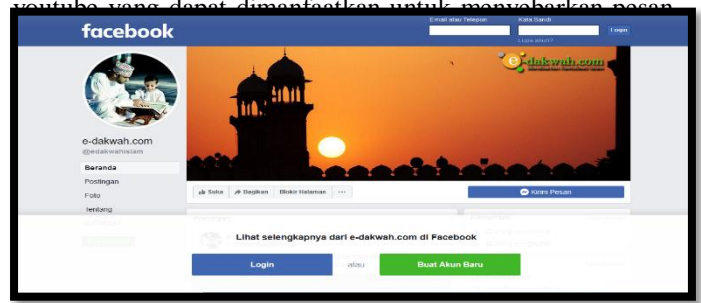 youtube yang dapat dimanfaatkan untuk menyebarkan pesan
facebook
Email atau Telepon
Kata Sandi
Login
Lupa akun?
e-dakwah.com
e-dakwah.com
@edakwahislam
Beranda
Postingan
Foto
Tentang
Suka
Bagikan
Blokir Halaman
Kirim Pesan
Lihat selengkapnya dari e-dakwah.com di Facebook
Login
atau
Buat Akun Baru